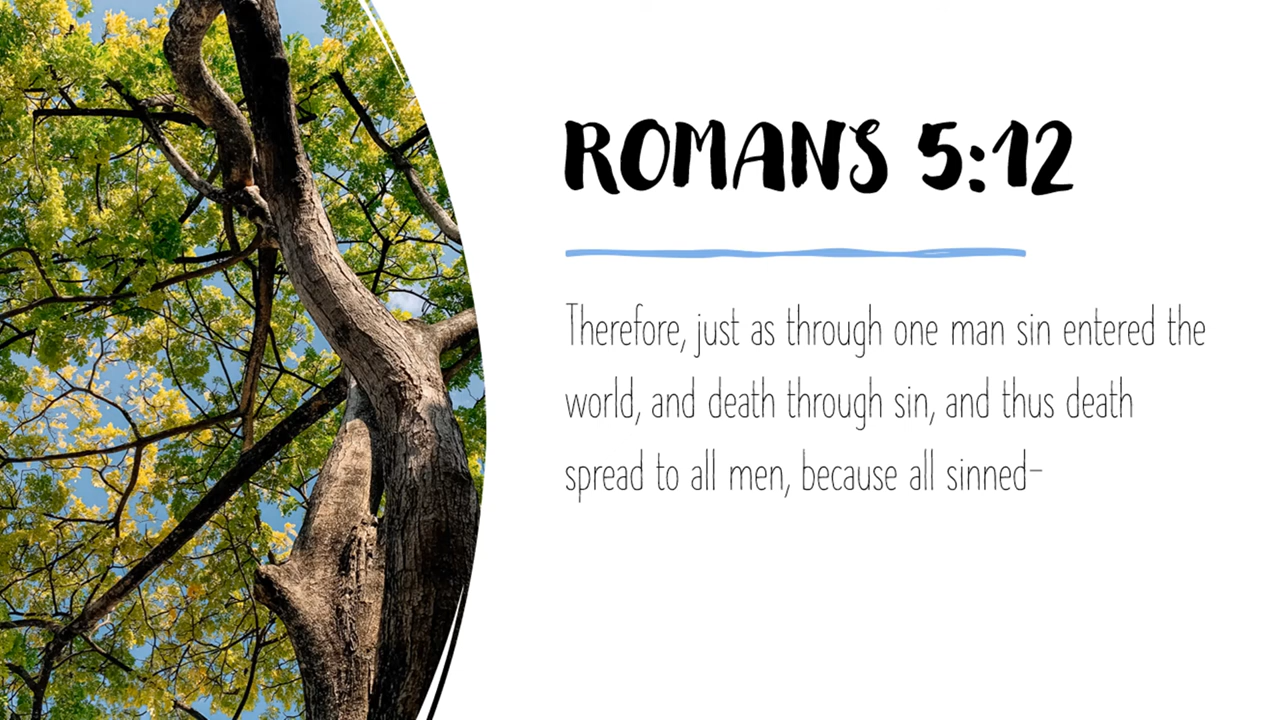 ROMANS 5:12
Therefore, just as through one man sin entered the
world, and death through sin, and thus death
spread to all men, because all sinned–